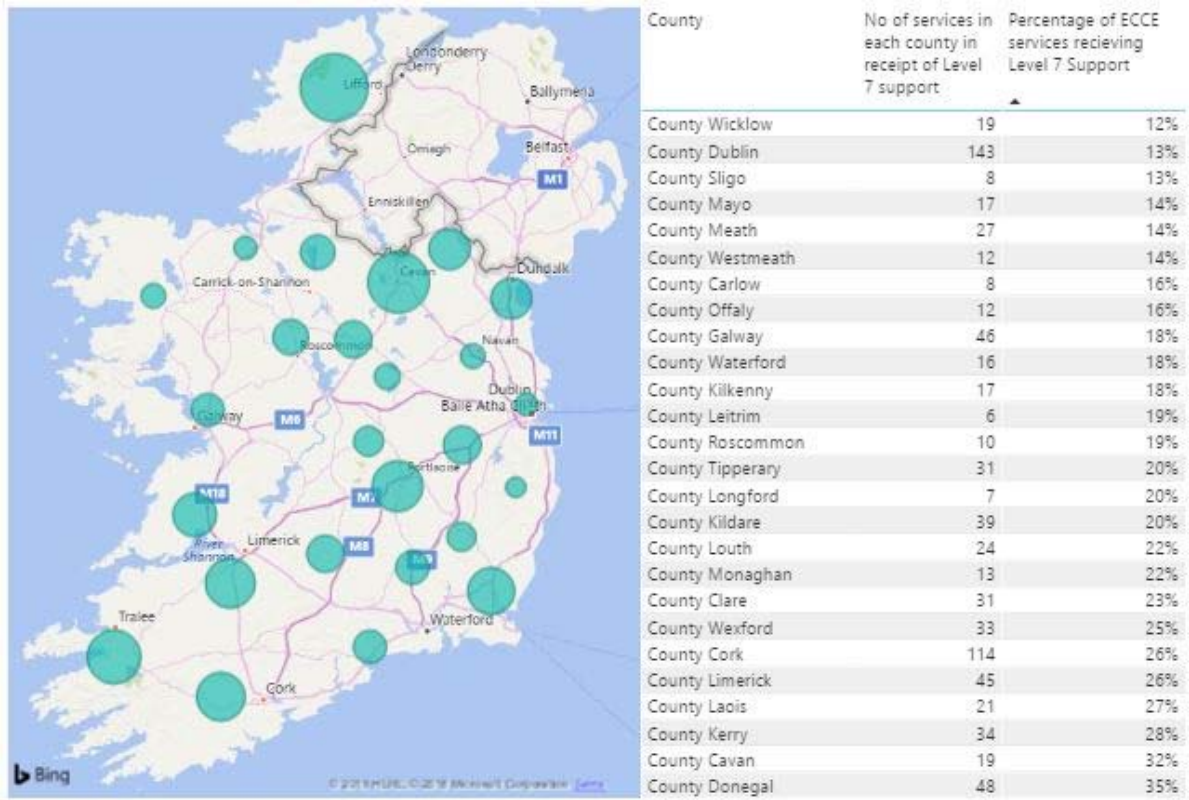 Londonderry
Derry
Lifford
Ballymena
Omagh
Belfast
M1
Enniskillen
Cavan
Dundalk
Carrick-on-Shannon
Roscommon
Navan
Dublin
Baile Atha Cliath
Galway
M6
M11
Portlaoise
M18
M7
River
Shannon
Limerick
M8
M9
Tralee
Waterford
Cork
Bing
Microsoft Corporation Terms
County No of services in each county in receipt of Level 7 support Percentage of ECCE services recieving Level 7 Support
County Wicklow 19 12%
County Dublin 143 13%
County Sligo 8 13%
County Mayo 17 14%
County Meath 27 14%
County Westmeath 12 14%
County Carlow 8 16%
County Offaly 12 16%
County Galway 46 18%
County Waterford 16 18%
County Kilkenny 17 18%
County Leitrim 6 19%
County Roscommon 10 19%
County Tipperary 31 20%
County Longford 7 20%
County Kildare 39 20%
County Louth 24 22%
County Monaghan 13 22%
County Clare 31 23%
County Wexford 33 25%
County Cork 114 26%
County Limerick 45 26%
County Laois 21 27%
County Kerry 34 28%
County Cavan 19 32%
County Donegal 48 35%